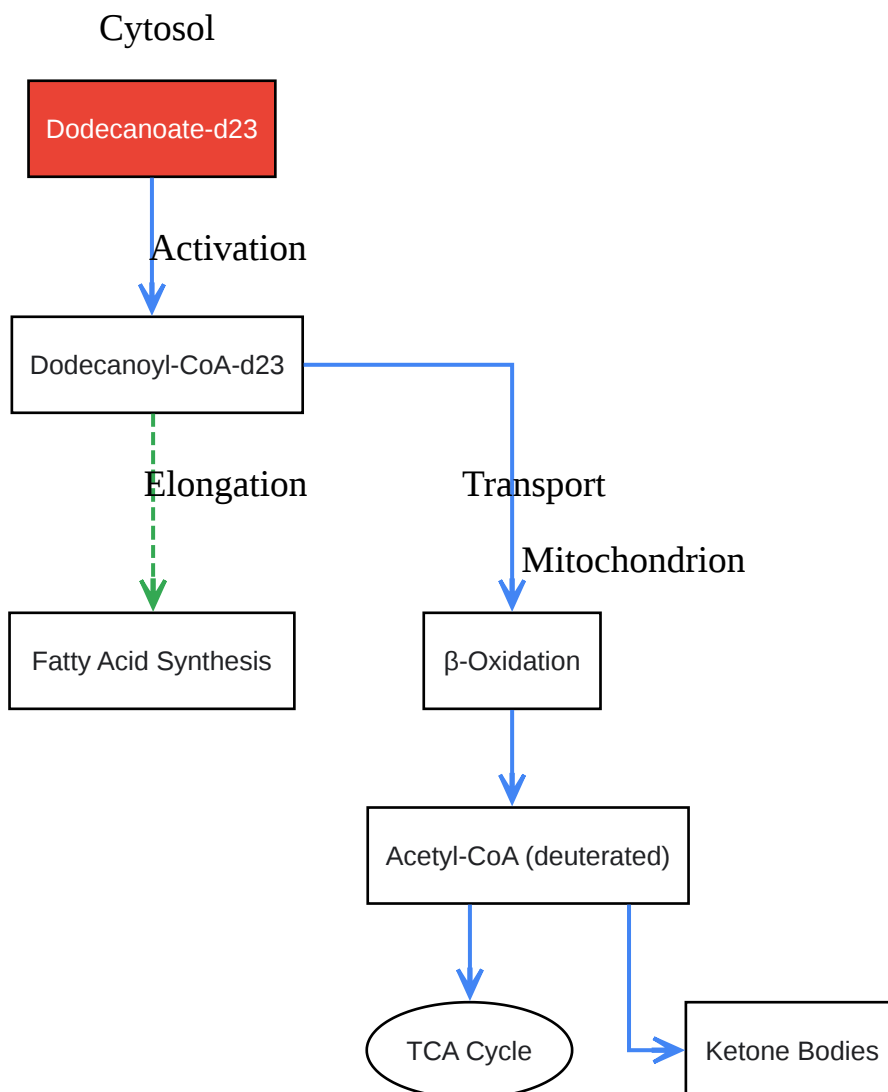 Cytosol
Dodecanoate-d23
Activation
Dodecanoyl-CoA-d23
Elongation
Transport
Mitochondrion
Fatty Acid Synthesis
β-Oxidation
Acetyl-CoA (deuterated)
TCA Cycle
Ketone Bodies